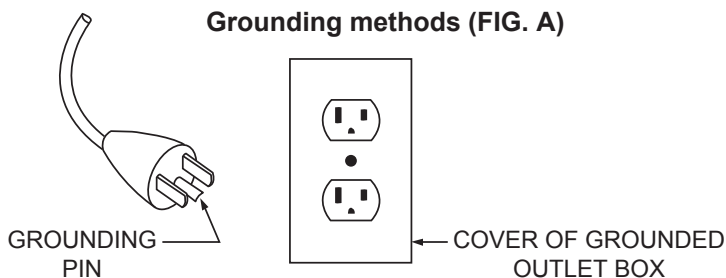 Grounding methods (FIG. A)
GROUNDING
PIN
COVER OF GROUNDED
OUTLET BOX